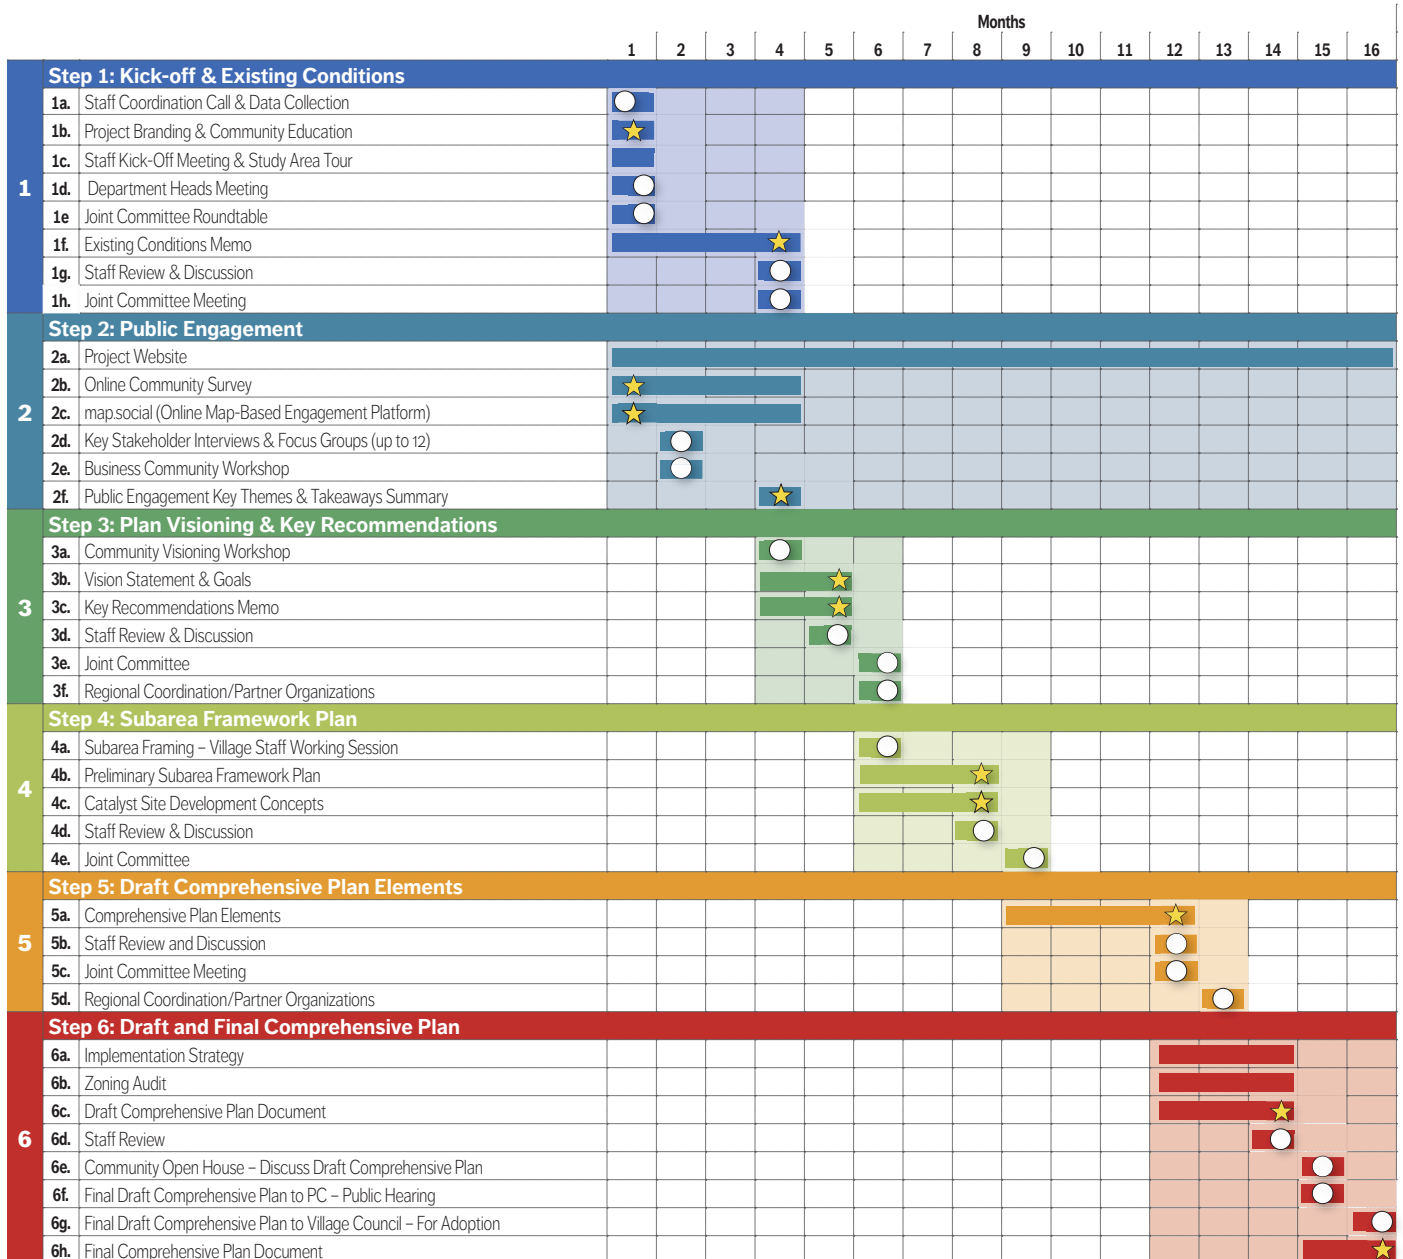 Months
1 2 3 4 5 6 7 8 9 10 11 12 13 14 15 16
Step 1: Kick-off & Existing Conditions
1a. Staff Coordination Call & Data Collection
1b. Project Branding & Community Education
1c. Staff Kick-Off Meeting & Study Area Tour
1
1d. Department Heads Meeting
1e Joint Committee Roundtable
1f. Existing Conditions Memo
1g. Staff Review & Discussion
1h. Joint Committee Meeting
Step 2: Public Engagement
2a. Project Website
2b. Online Community Survey
2
2c. map.social (Online Map-Based Engagement Platform)
2d. Key Stakeholder Interviews & Focus Groups (up to 12)
2e. Business Community Workshop
2f. Public Engagement Key Themes & Takeaways Summary
Step 3: Plan Visioning & Key Recommendations
3a. Community Visioning Workshop
3b. Vision Statement & Goals
3
3c. Key Recommendations Memo
3d. Staff Review & Discussion
3e. Joint Committee
3f. Regional Coordination/Partner Organizations
Step 4: Subarea Framework Plan
4a. Subarea Framing – Village Staff Working Session
4b. Preliminary Subarea Framework Plan
4
4c. Catalyst Site Development Concepts
4d. Staff Review & Discussion
4e. Joint Committee
Step 5: Draft Comprehensive Plan Elements
5a. Comprehensive Plan Elements
5
5b. Staff Review and Discussion
5c. Joint Committee Meeting
5d. Regional Coordination/Partner Organizations
Step 6: Draft and Final Comprehensive Plan
6a. Implementation Strategy
6b. Zoning Audit
6c. Draft Comprehensive Plan Document
6
6d. Staff Review
6e. Community Open House – Discuss Draft Comprehensive Plan
6f. Final Draft Comprehensive Plan to PC – Public Hearing
6g. Final Draft Comprehensive Plan to Village Council – For Adoption
6h. Final Comprehensive Plan Document